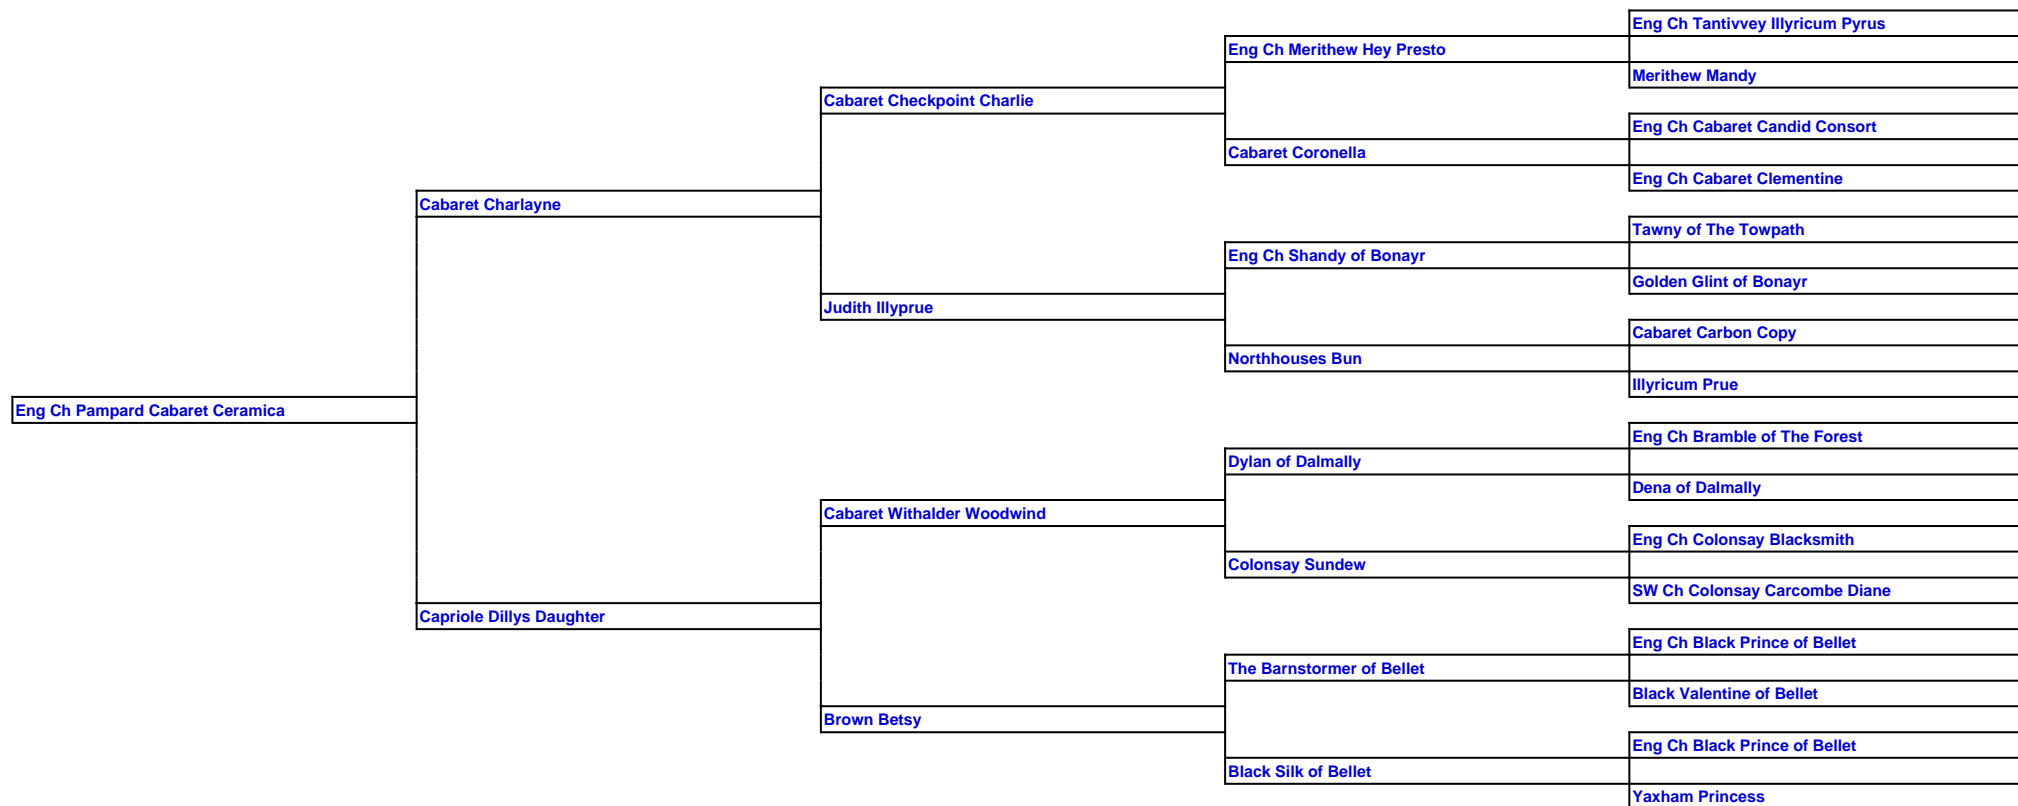 Eng Ch Tantivvey Illyricum Pyrus
Eng Ch Merithew Hey Presto
Merithew Mandy
Cabaret Checkpoint Charlie
Eng Ch Cabaret Candid Consort
Cabaret Coronella
Eng Ch Cabaret Clementine
Cabaret Charlayne
Tawny of The Towpath
Eng Ch Shandy of Bonayr
Golden Glint of Bonayr
Judith Illyprue
Cabaret Carbon Copy
Northhouses Bun
Illyricum Prue
Eng Ch Pampard Cabaret Ceramica
Eng Ch Bramble of The Forest
Dylan of Dalmally
Dena of Dalmally
Cabaret Withalder Woodwind
Eng Ch Colonsay Blacksmith
Colonsay Sundew
SW Ch Colonsay Carcombe Diane
Capriole Dillys Daughter
Eng Ch Black Prince of Bellet
The Barnstormer of Bellet
Black Valentine of Bellet
Brown Betsy
Eng Ch Black Prince of Bellet
Black Silk of Bellet
Yaxham Princess